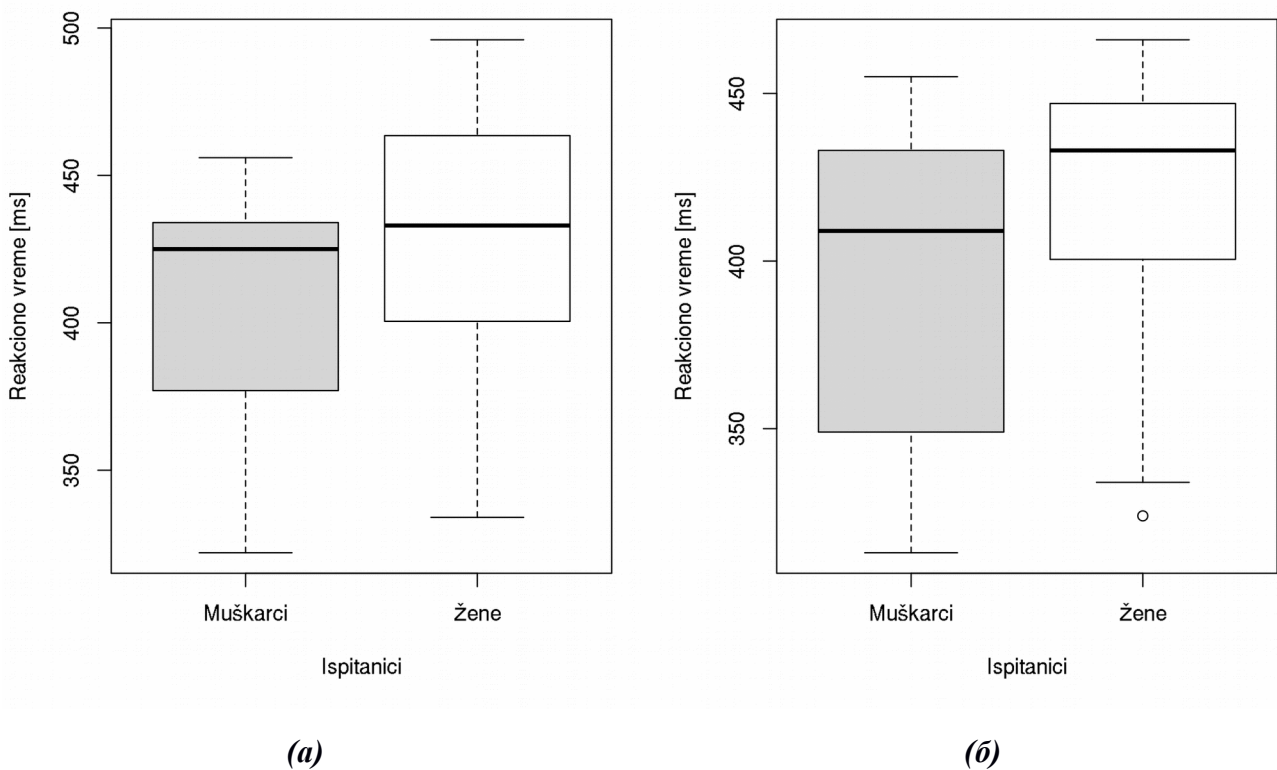 Reakciono vreme [ms]
500
450
400
350
Muškarci
Žene
Ispitanici
(а)
Reakciono vreme [ms]
450
400
350
Muškarci
Žene
Ispitanici
(б)